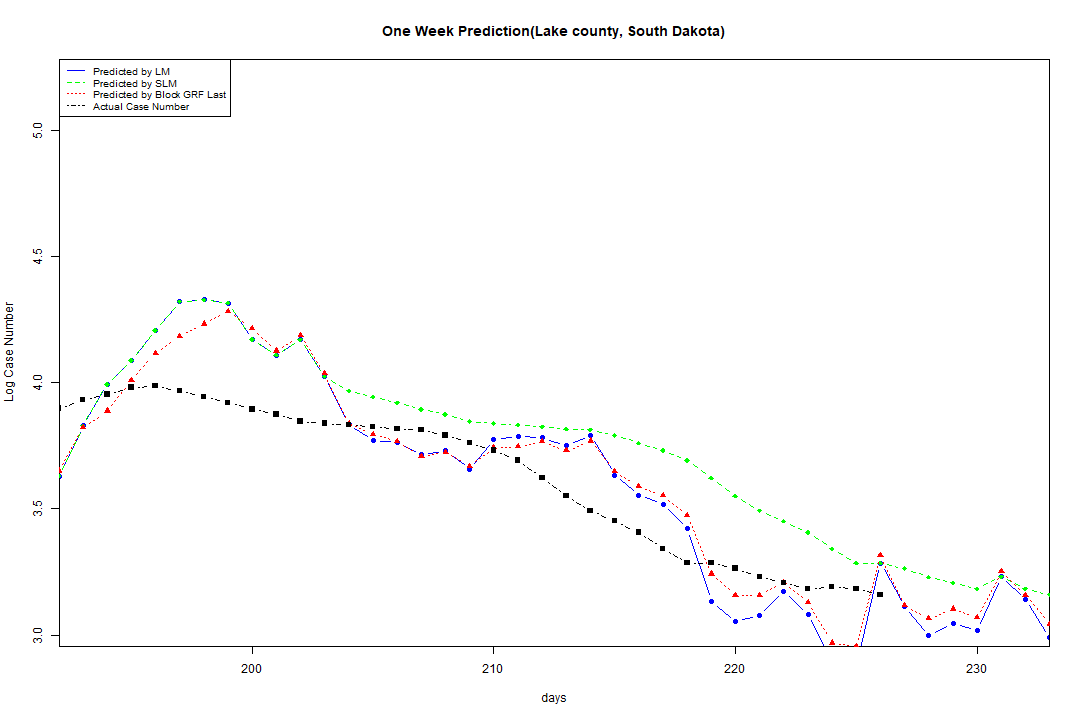 One Week Prediction(Lake county, South Dakota)
Predicted by LM
Predicted by SLM
Predicted by Block GRF Last
Actual Case Number
5.0
4.5
4.0
3.5
3.0
Log Case Number
200 210 220 230
days